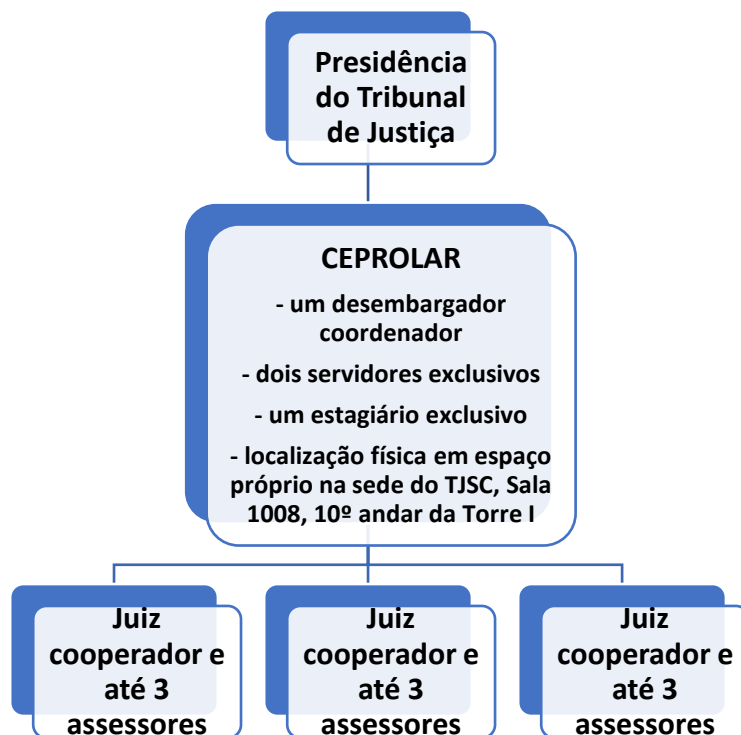 Presidência
do Tribunal
de Justiça
CEPROLAR
- um desembargador
coordenador
- dois servidores exclusivos
- um estagiário exclusivo
- localização física em espaço
próprio na sede do TJSC, Sala
1008, 10º andar da Torre I
Juiz
cooperador e
até 3
assessores
Juiz
cooperador e
até 3
assessores
Juiz
cooperador e
até 3
assessores